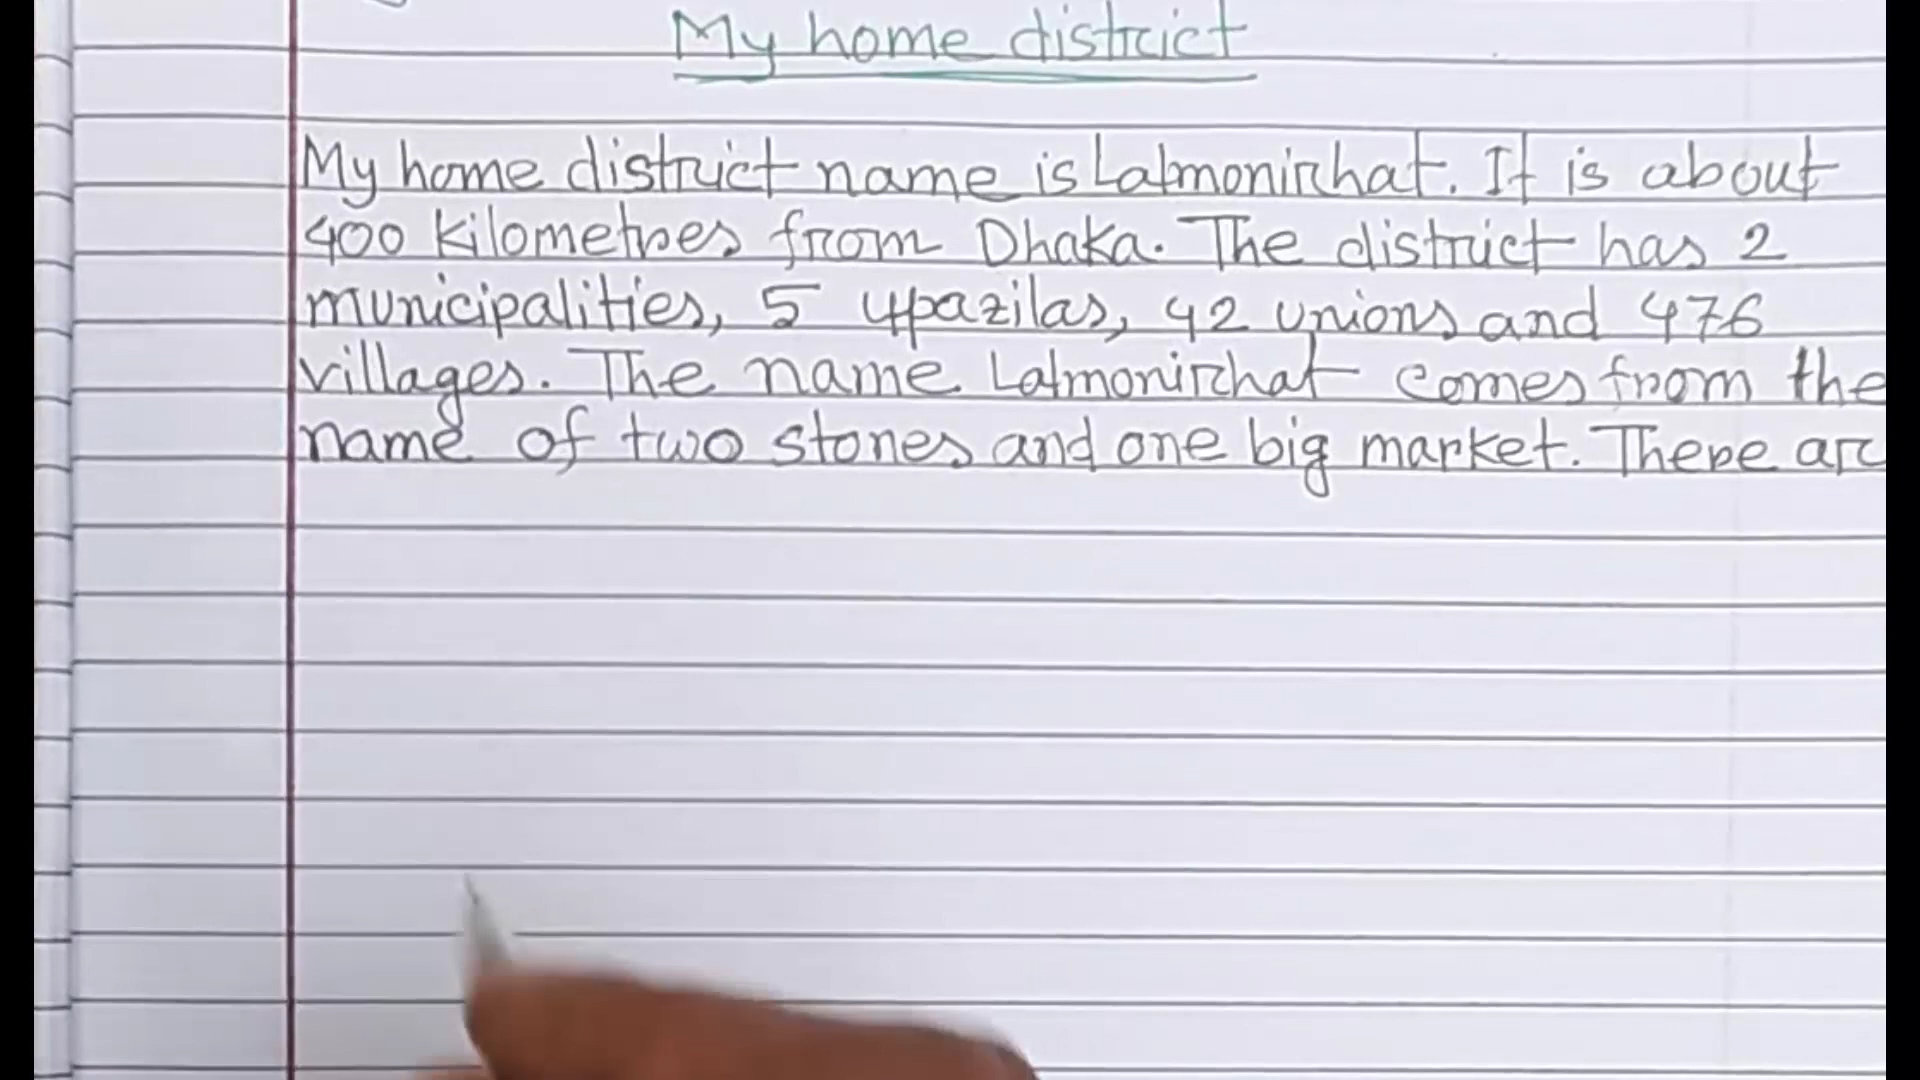 My home district
My home district name is Lalmonirhat. It is about
400 kilometres from Dhaka. The district has 2
municipalities, 5 upazilas, 42 unions and 476
villages. The name Lalmonirhat comes from the
name of two stones and one big market. There are